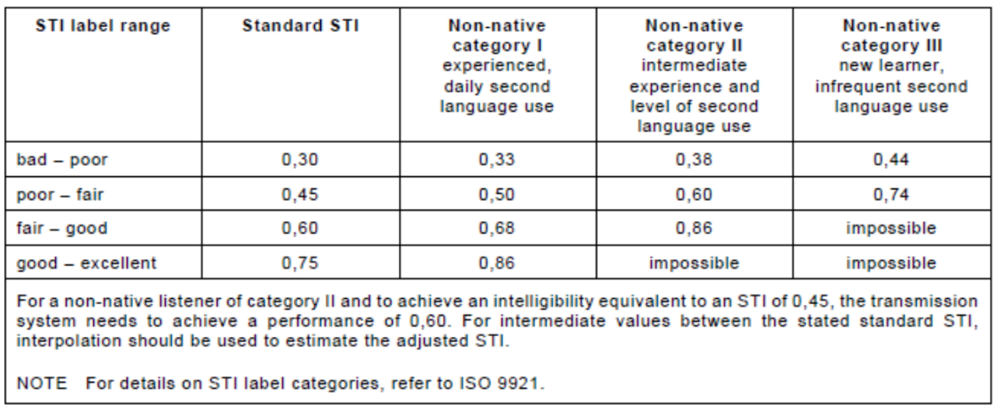 STI label range Standard STI Non-native category I experienced, daily second language use Non-native category II intermediate experience and level of second language use Non-native category III new learner, infrequent second language use
bad – poor 0,30 0,33 0,38 0,44
poor – fair 0,45 0,50 0,60 0,74
fair – good 0,60 0,68 0,86 impossible
good – excellent 0,75 0,86 impossible impossible
For a non-native listener of category II and to achieve an intelligibility equivalent to an STI of 0,45, the transmission
system needs to achieve a performance of 0,60. For intermediate values between the stated standard STI,
interpolation should be used to estimate the adjusted STI.
NOTE For details on STI label categories, refer to ISO 9921.